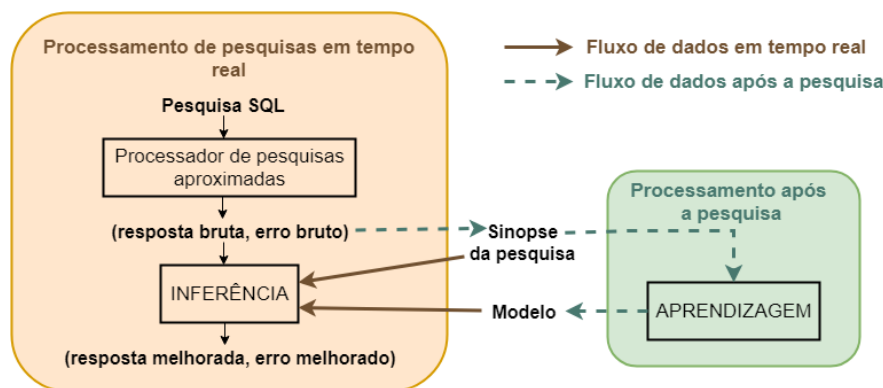 Processamento de pesquisas em tempo
real
Pesquisa SQL
Processador de pesquisas
aproximadas
(resposta bruta, erro bruto)
INFERÊNCIA
(resposta melhorada, erro melhorado)
Fluxo de dados em tempo real
Fluxo de dados após a pesquisa
Sinopse
da pesquisa
Modelo
Processamento após
a pesquisa
APRENDIZAGEM